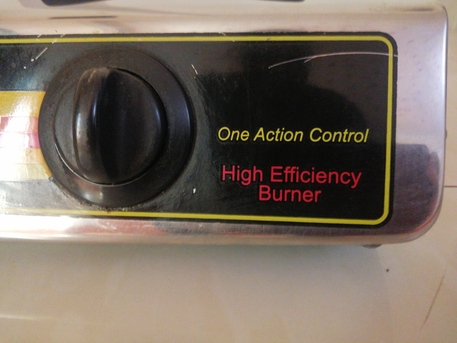 One Action Control
High Efficiency
Burner